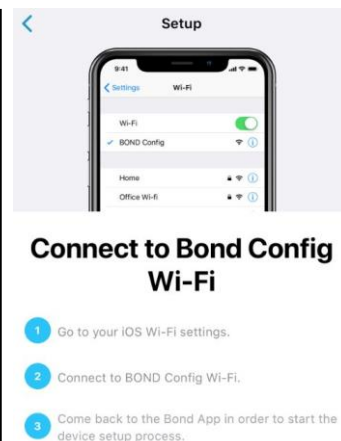 Setup
9:41
Settings
Wi-Fi
Wi-Fi
BOND Config
Home
Office Wi-fi
Connect to Bond Config
Wi-Fi
1 Go to your iOS Wi-Fi settings.
2 Connect to BOND Config Wi-Fi.
3 Come back to the Bond App in order to start the
device setup process.